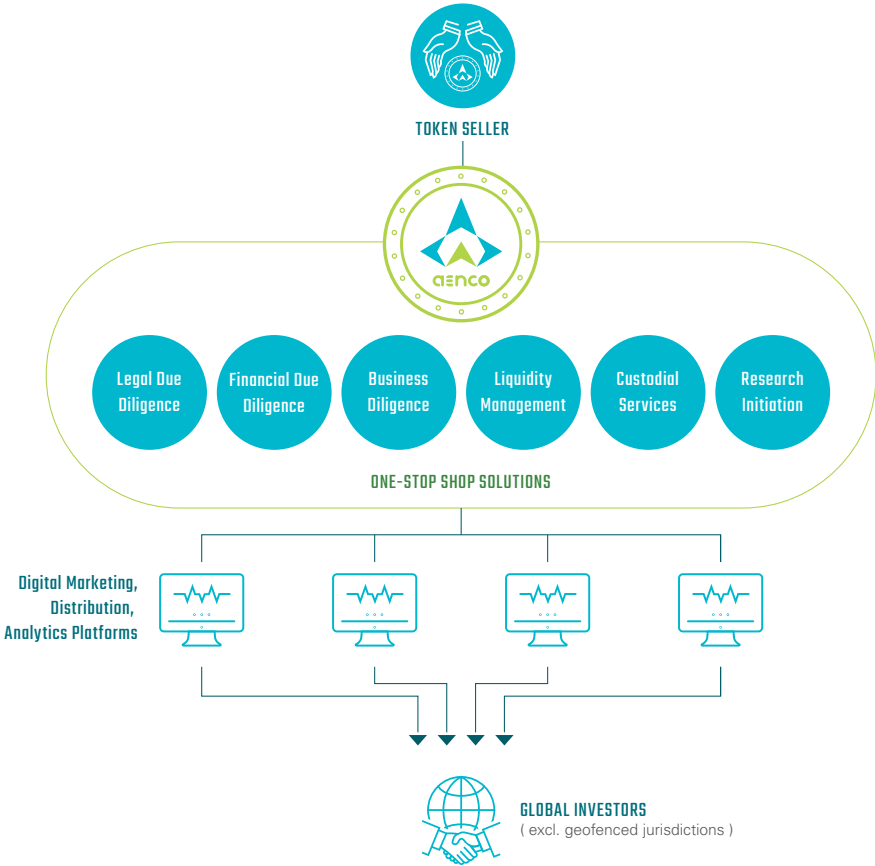 TOKEN SELLER
aenco
Legal Due
Diligence
Financial Due
Diligence
Business
Diligence
Liquidity
Management
Custodial
Services
Research
Initiation
ONE-STOP SHOP SOLUTIONS
Digital Marketing,
Distribution,
Analytics Platforms
GLOBAL INVESTORS
( excl. geofenced jurisdictions )